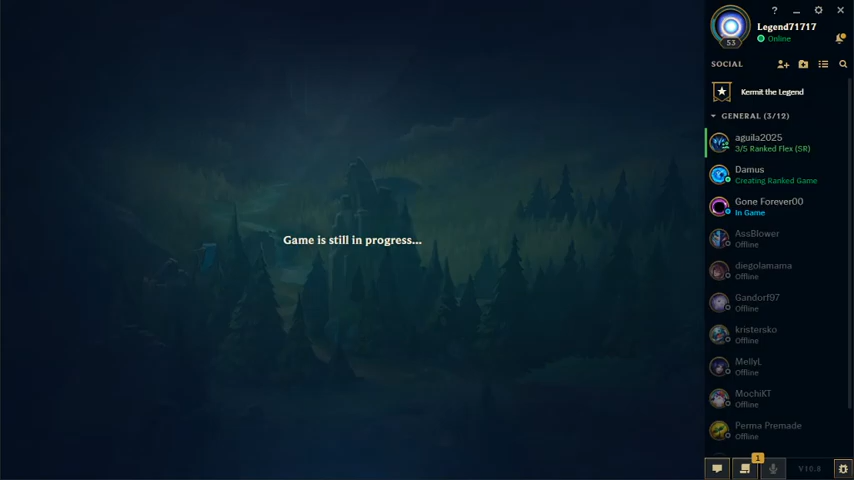 ?
Legend71717
Online
53
SOCIAL
Kermit the Legend
GENERAL (3/12)
aguila2025
3/5 Ranked Flex (SR)
Damus
Creating Ranked Game
Gone Forever00
In Game
Game is still in progress...
AssBlower
Offline
diegolamama
Offline
Gandorf97
Offline
kristersko
Offline
MellyL
Offline
MochiKT
Offline
Perma Premade
Offline
1
V10.8